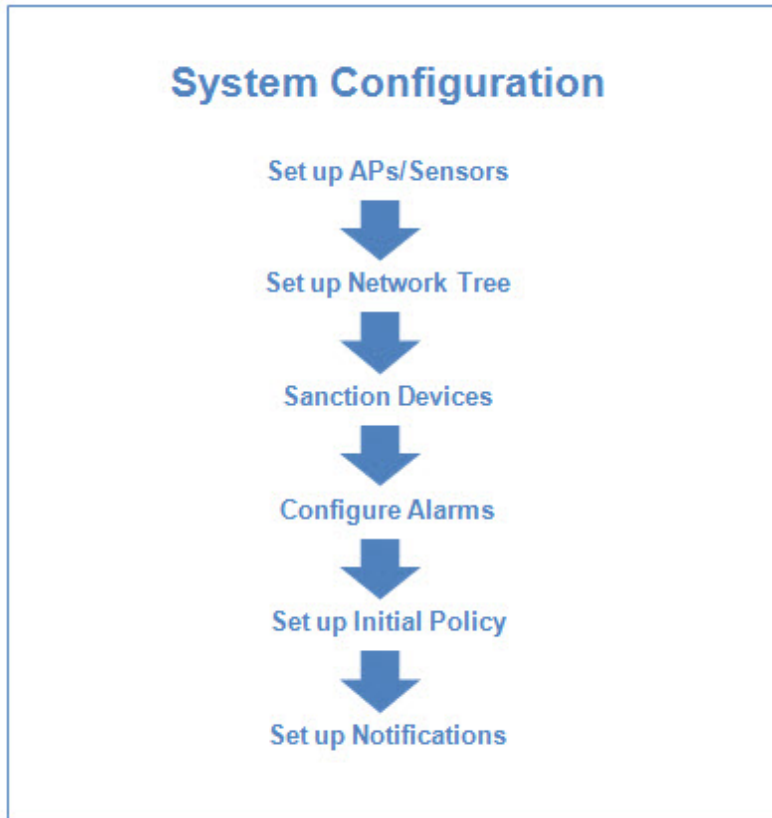 System Configuration
Set up APs/Sensors
Set up Network Tree
Sanction Devices
Configure Alarms
Set up Initial Policy
Set up Notifications